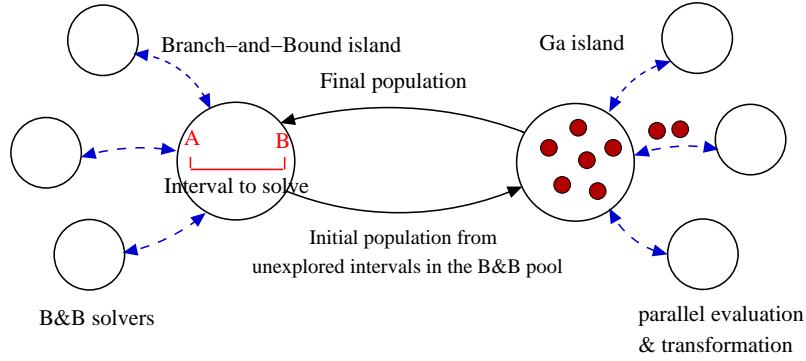 Branch−and−Bound island
Ga island
Final population
A
B
Interval to solve
Initial population from
unexplored intervals in the B&B pool
B&B solvers
parallel evaluation
& transformation